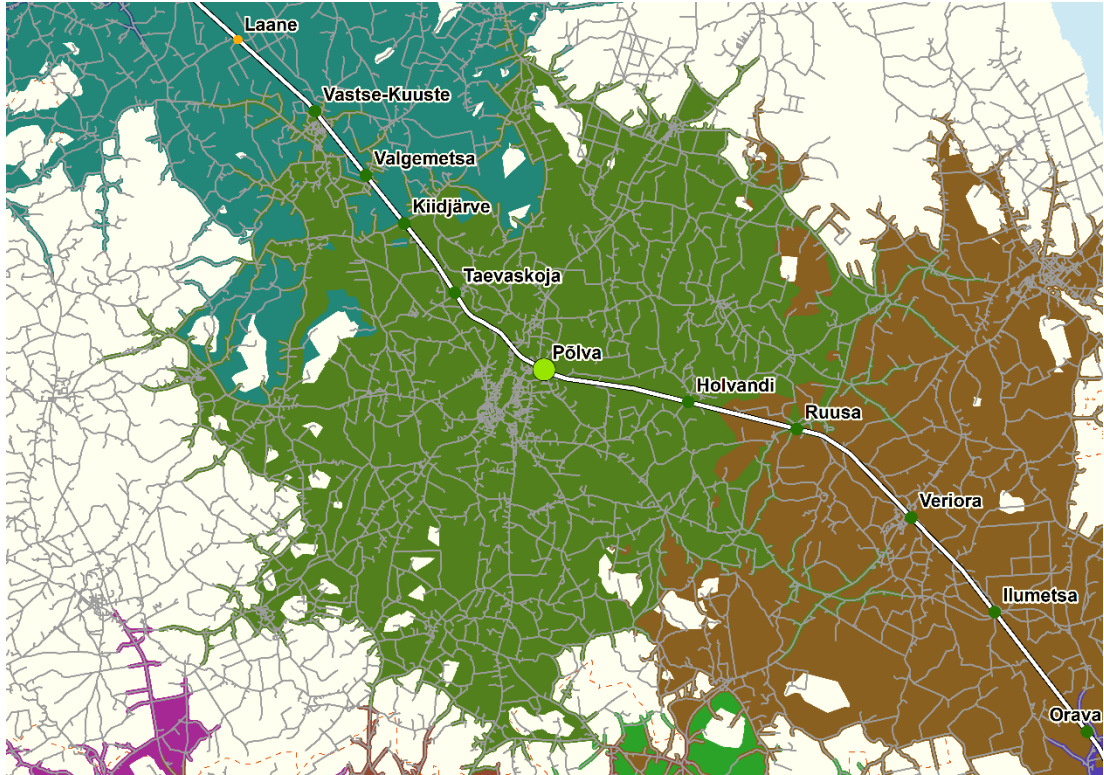 Laane
Vastse-Kuuste
Valgemetsa
Kiidjärve
Taevaskoja
Põlva
Holvandi
Ruusa
Veriora
Ilumetsa
Orava